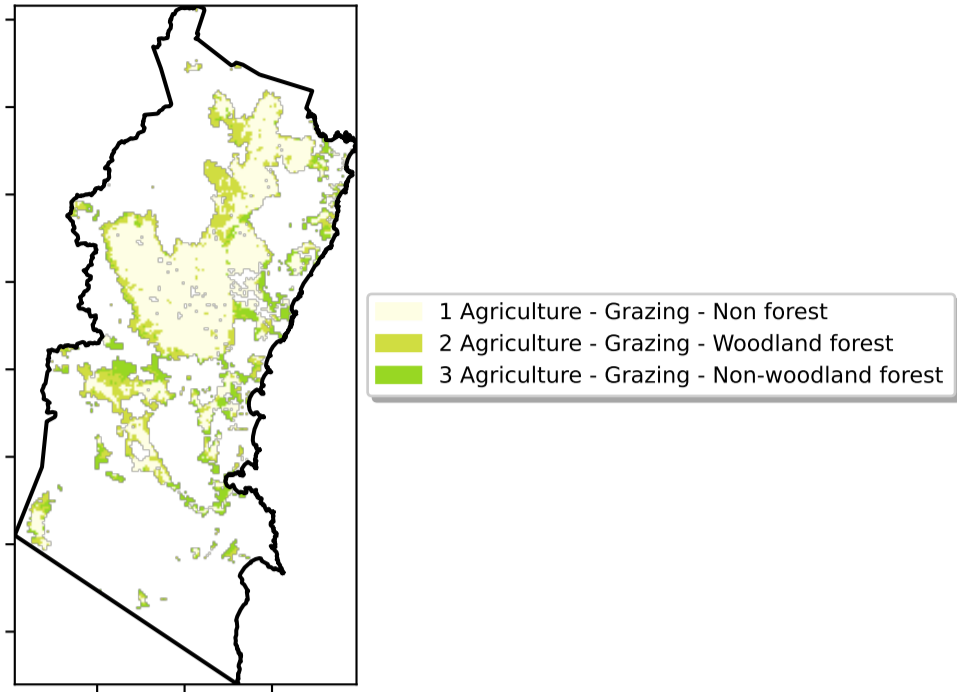 1 Agriculture - Grazing - Non forest
2 Agriculture - Grazing - Woodland forest
3 Agriculture - Grazing - Non-woodland forest